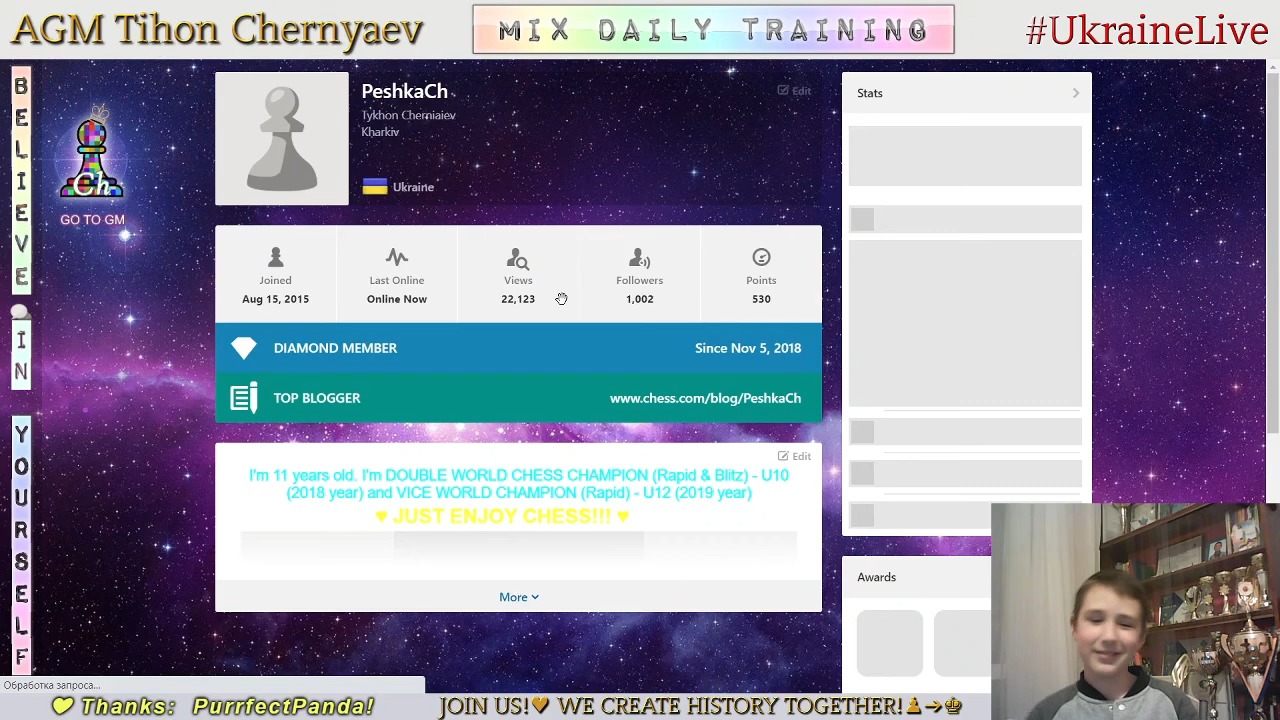 AGM Tihon Chernyaev
MIX DAILY TRAINING
#UkraineLive
BELIEVE
IN
YOURSELF
Ch
GO TO GM
PeshkaCh
Tykhon Cherniaiev
Kharkiv
Ukraine
Edit
Joined
Aug 15, 2015
Last Online
Online Now
Views
22,123
Followers
1,002
Points
530
DIAMOND MEMBER
Since Nov 5, 2018
TOP BLOGGER
www.chess.com/blog/PeshkaCh
Edit
I'm 11 years old. I'm DOUBLE WORLD CHESS CHAMPION (Rapid & Blitz) - U10
(2018 year) and VICE WORLD CHAMPION (Rapid) - U12 (2019 year)
♥ JUST ENJOY CHESS!!! ♥
More
Stats
Awards
Обработка запроса...
Thanks: PurrfectPanda!
JOIN US!🧡 WE CREATE HISTORY TOGETHER!♟→♚